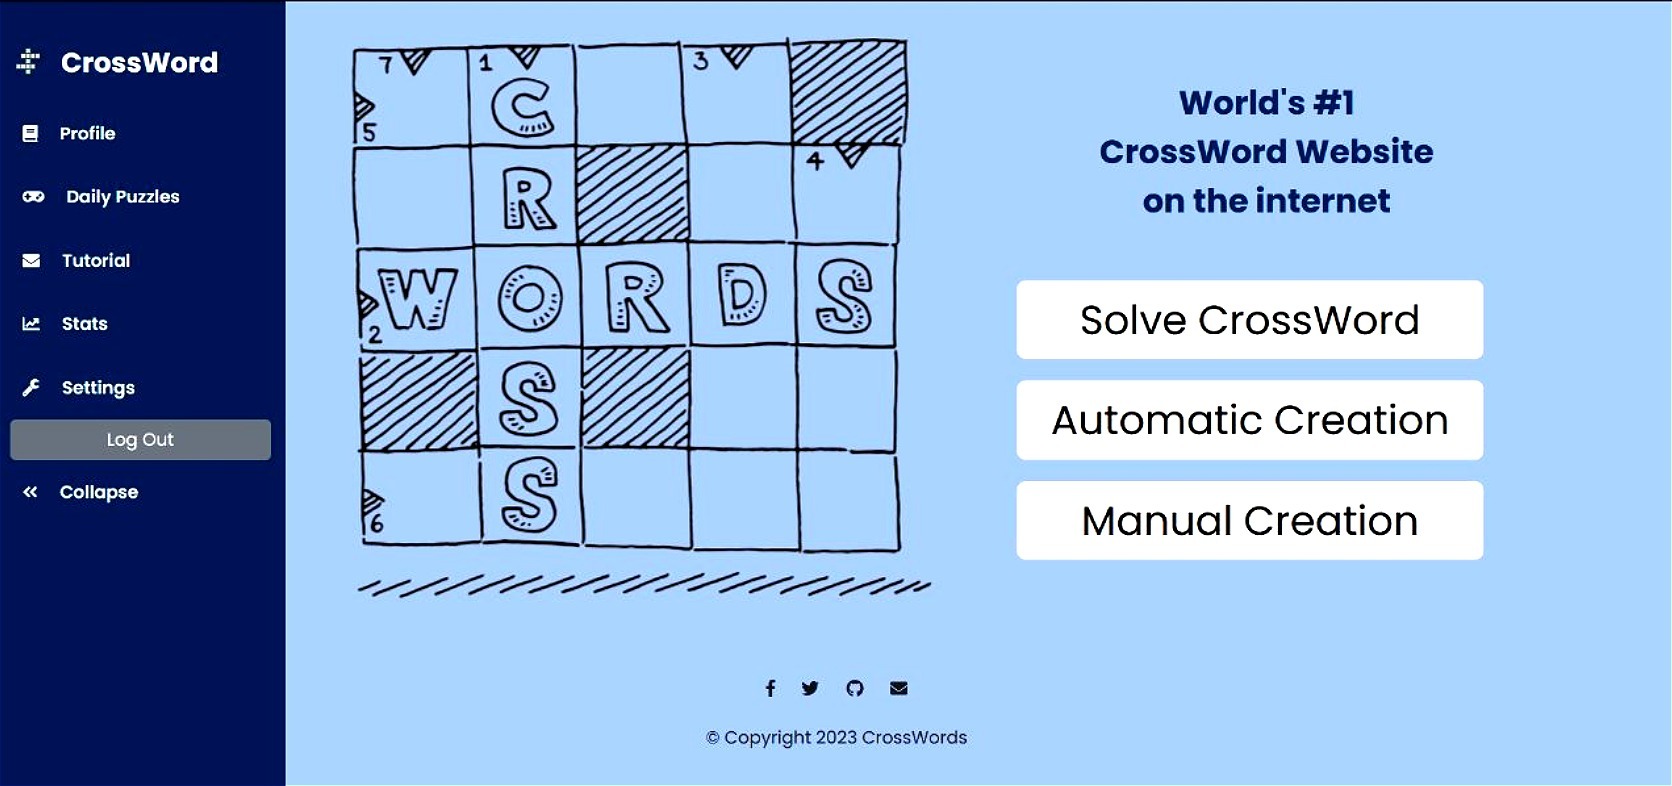 CrossWord
Profile
Daily Puzzles
Tutorial
Stats
Settings
Log Out
Collapse
7 1 3
C
5
4
R
W O R D S
2
S
S
6
World's #1
CrossWord Website
on the internet
Solve CrossWord
Automatic Creation
Manual Creation
© Copyright 2023 CrossWords